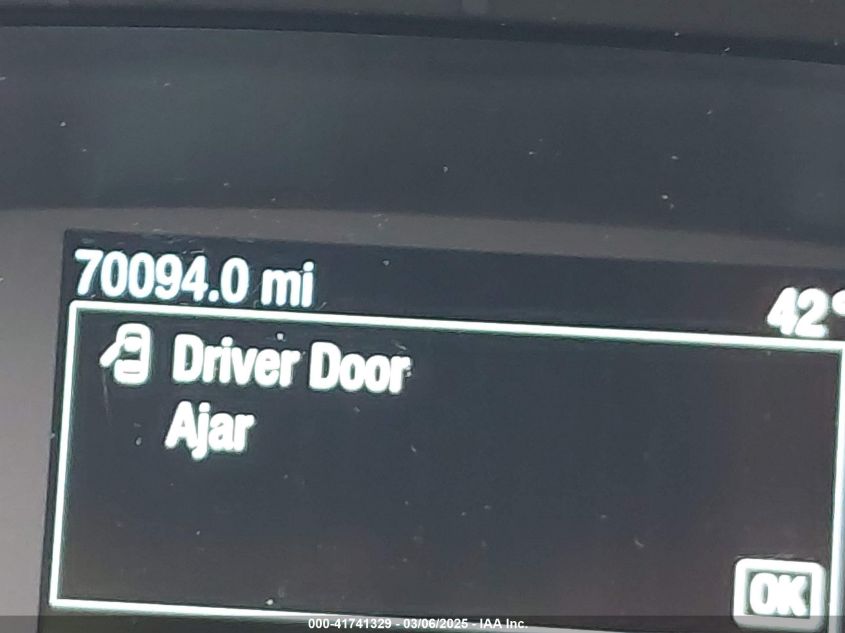 70094.0 mi
42°
Driver Door
Ajar
OK
000-41741329 - 03/06/2025 - IAA Inc.